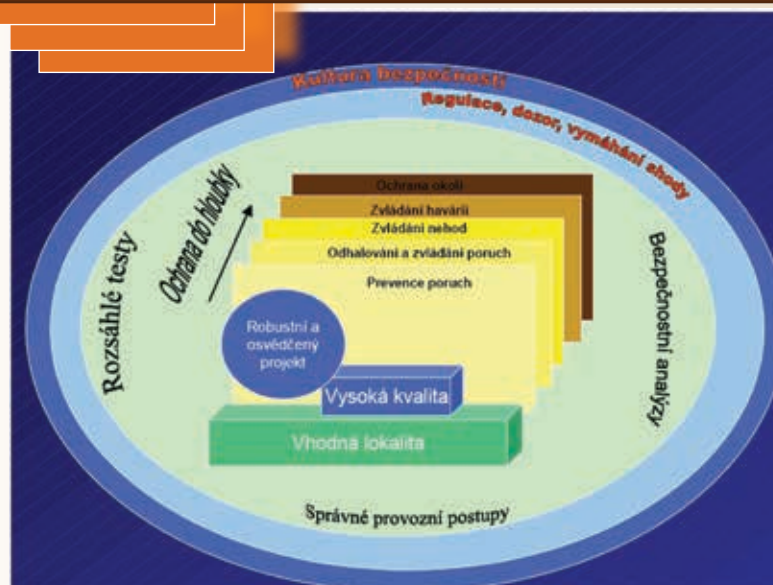 Kultura bezpečnosti
Regulace, dozor, vymáhání shody
Ochrana do hloubky
Rozsáhlé testy
Ochrana okolí
Zvládání havárií
Zvládání nehod
Odhalování a zvládání poruch
Prevence poruch
Robustní a
osvědčený
projekt
Vysoká kvalita
Vhodna lokalita
Bezpečnostní analýzy
Správné provozní postupy